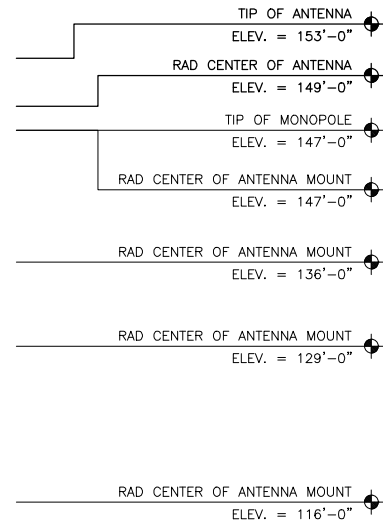 TIP OF ANTENNA
ELEV. = 153'-0"
RAD CENTER OF ANTENNA
ELEV. = 149'-0"
TIP OF MONOPOLE
ELEV. = 147'-0"
RAD CENTER OF ANTENNA MOUNT
ELEV. = 147'-0"
RAD CENTER OF ANTENNA MOUNT
ELEV. = 136'-0"
RAD CENTER OF ANTENNA MOUNT
ELEV. = 129'-0"
RAD CENTER OF ANTENNA MOUNT
ELEV. = 116'-0"